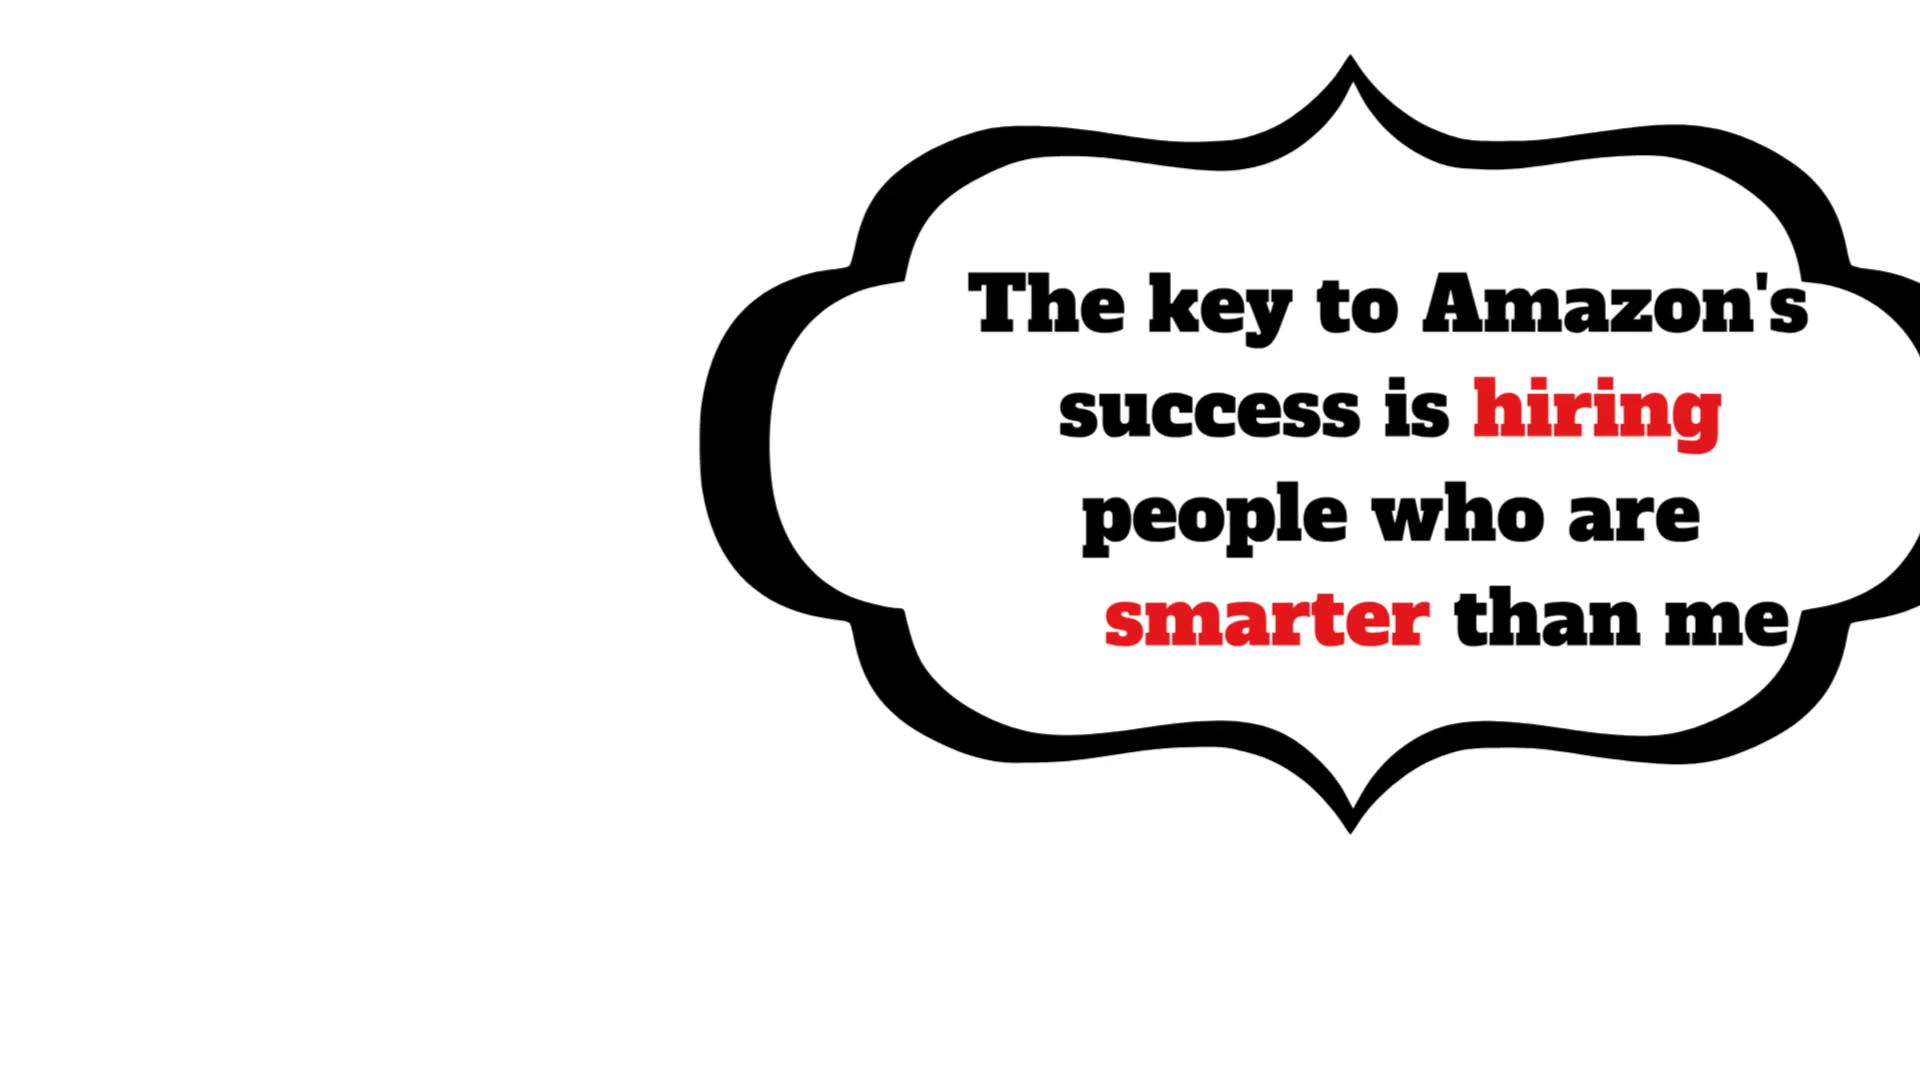 The key to Amazon's
success is hiring
people who are
smarter than me